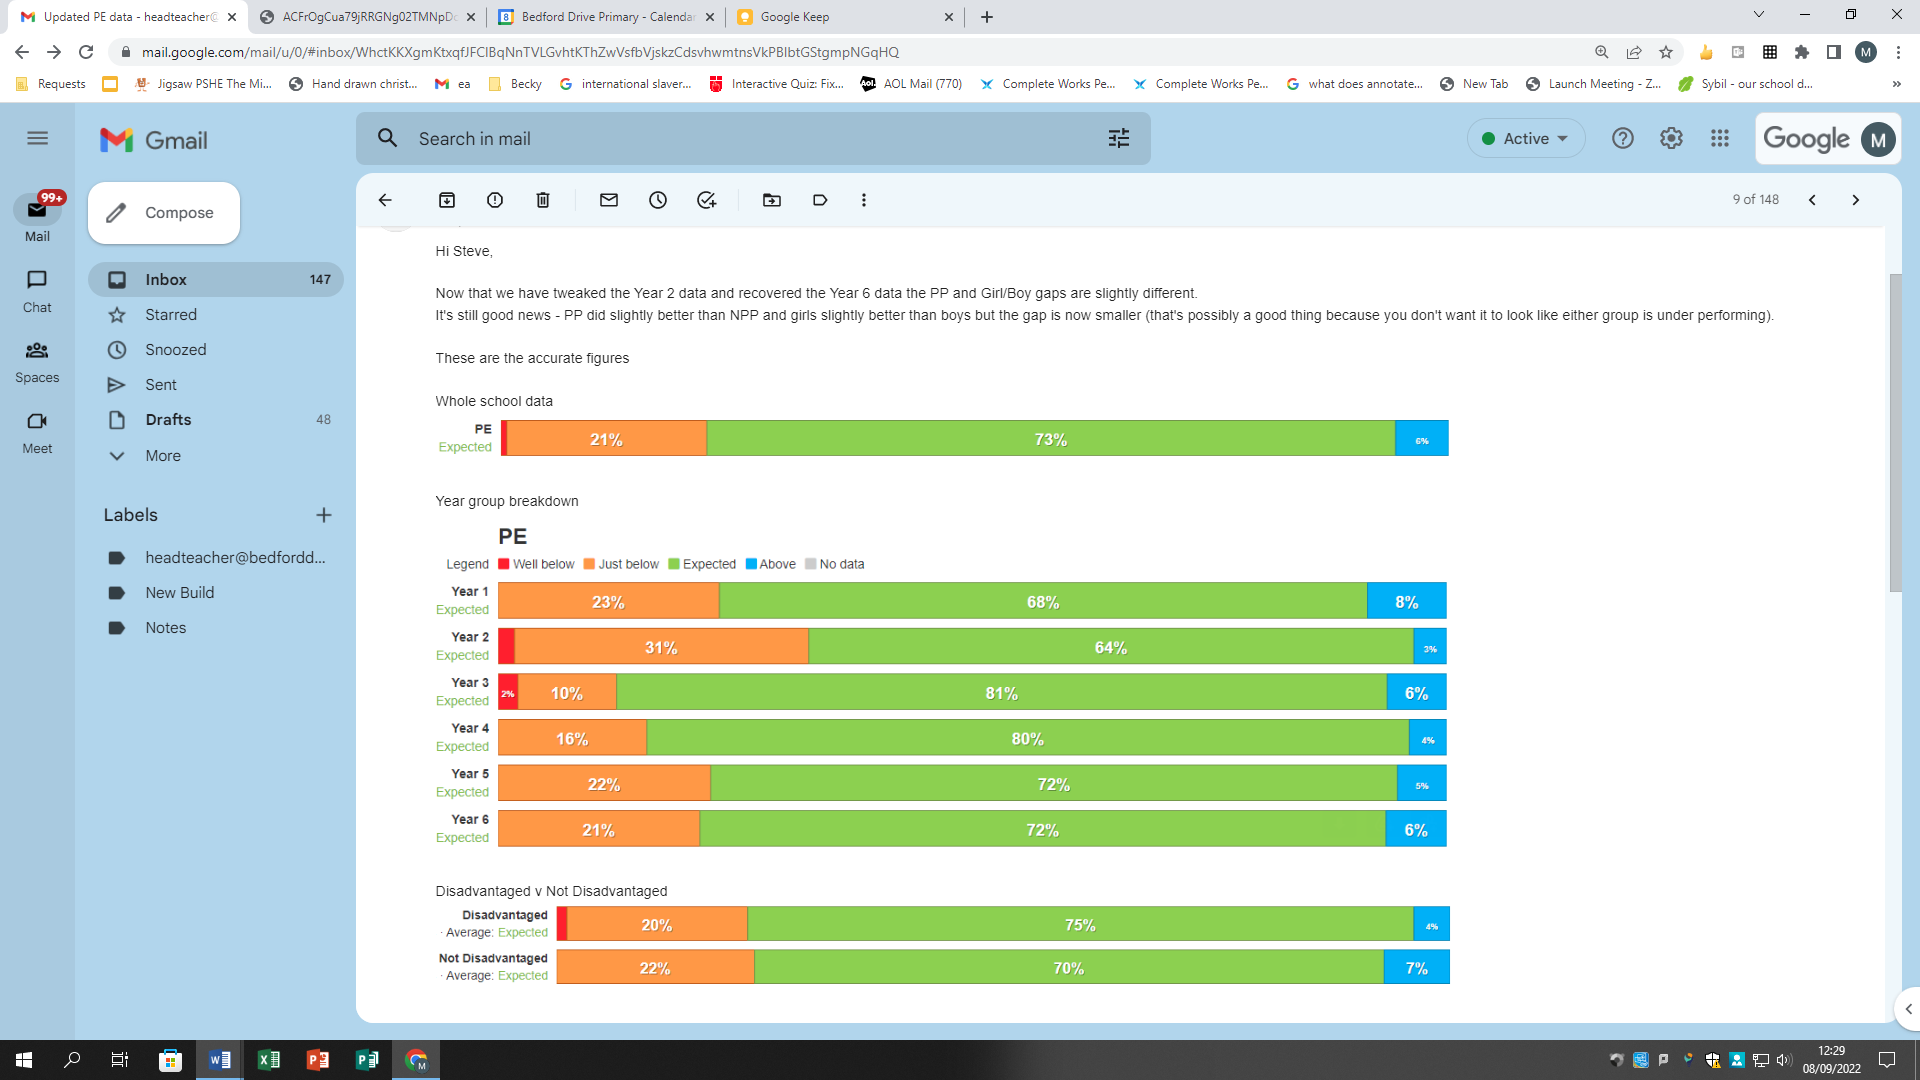 Updated PE data - headteacher@
ACFrOgCua79jRRGNg02TMNpDc
Bedford Drive Primary - Calendar
Google Keep
mail.google.com/mail/u/0/#inbox/
Requests
Jigsaw PSHE The Mi...
Hand drawn christ...
ea
Becky
international slaver...
Interactive Quiz: Fix...
AOL Mail (770)
Complete Works Pe...
Complete Works Pe...
what does annotate...
New Tab
Launch Meeting - Z...
Sybil - our school d...
Gmail
Search in mail
Active
Google
M
99+
Mail
Chat
Spaces
Meet
Compose
Inbox 147
Starred
Snoozed
Sent
Drafts 48
More
Labels
headteacher@bedfordd...
New Build
Notes
9 of 148
Hi Steve,
Now that we have tweaked the Year 2 data and recovered the Year 6 data the PP and Girl/Boy gaps are slightly different.
It's still good news - PP did slightly better than NPP and girls slightly better than boys but the gap is now smaller (that's possibly a good thing because you don't want it to look like either group is under performing).
These are the accurate figures
Whole school data
PE
Expected
21% 73% 6%
Year group breakdown
PE
Legend Well below Just below Expected Above No data
Year 1
Expected
23% 68% 8%
Year 2
Expected
31% 64% 3%
Year 3
Expected
2% 10% 81% 6%
Year 4
Expected
16% 80% 4%
Year 5
Expected
22% 72% 5%
Year 6
Expected
21% 72% 6%
Disadvantaged v Not Disadvantaged
Disadvantaged
· Average: Expected
20% 75% 4%
Not Disadvantaged
· Average: Expected
22% 70% 7%
12:29
08/09/2022